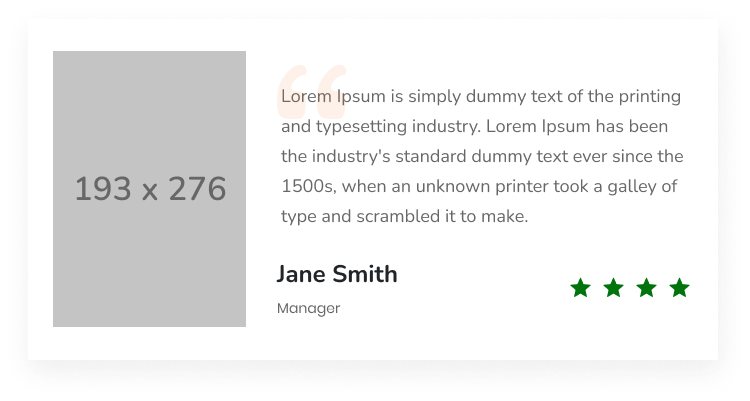 193 x 276
“
Lorem Ipsum is simply dummy text of the printing
and typesetting industry. Lorem Ipsum has been
the industry's standard dummy text ever since the
1500s, when an unknown printer took a galley of
type and scrambled it to make.
Jane Smith
Manager